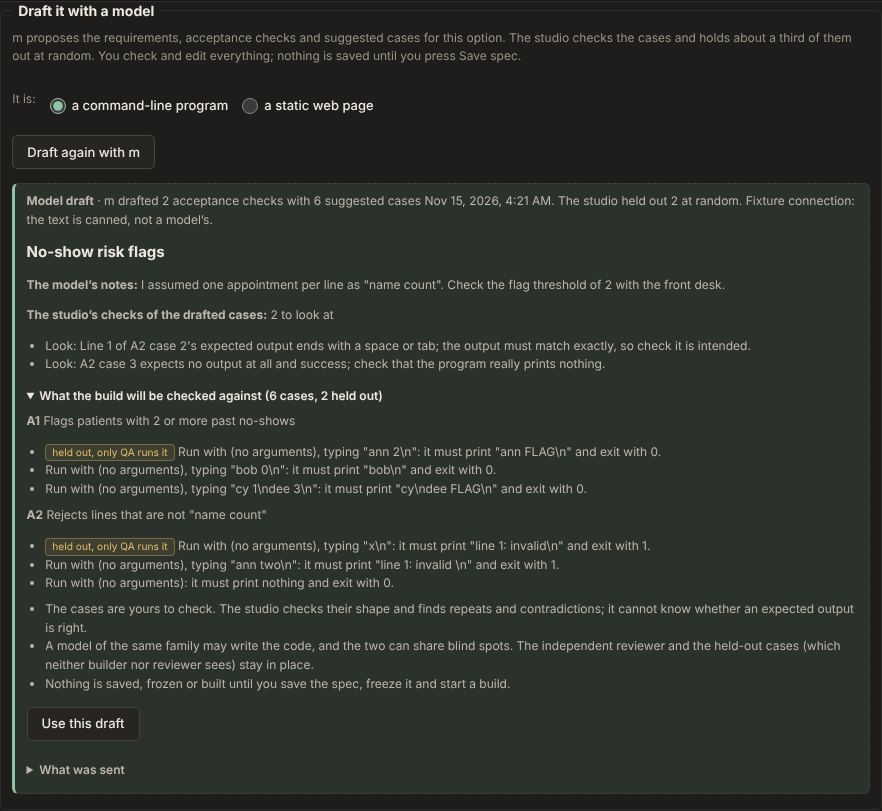 Draft it with a model
m proposes the requirements, acceptance checks and suggested cases for this option. The studio checks the cases and holds about a third of them
out at random. You check and edit everything; nothing is saved until you press Save spec.
It is:
a command-line program
a static web page
Draft again with m
Model draft · m drafted 2 acceptance checks with 6 suggested cases Nov 15, 2026, 4:21 AM. The studio held out 2 at random. Fixture connection:
the text is canned, not a model's.
No-show risk flags
The model's notes: I assumed one appointment per line as "name count". Check the flag threshold of 2 with the front desk.
The studio's checks of the drafted cases: 2 to look at
• Look: Line 1 of A2 case 2's expected output ends with a space or tab; the output must match exactly, so check it is intended.
• Look: A2 case 3 expects no output at all and success; check that the program really prints nothing.
▼ What the build will be checked against (6 cases, 2 held out)
A1 Flags patients with 2 or more past no-shows
• held out, only QA runs it Run with (no arguments), typing "ann 2\n": it must print "ann FLAG\n" and exit with 0.
• Run with (no arguments), typing "bob 0\n": it must print "bob\n" and exit with 0.
• Run with (no arguments), typing "cy 1\ndee 3\n": it must print "cy\ndee FLAG\n" and exit with 0.
A2 Rejects lines that are not "name count"
• held out, only QA runs it Run with (no arguments), typing "x\n": it must print "line 1: invalid\n" and exit with 1.
• Run with (no arguments), typing "ann two\n": it must print "line 1: invalid \n" and exit with 1.
• Run with (no arguments): it must print nothing and exit with 0.
• The cases are yours to check. The studio checks their shape and finds repeats and contradictions; it cannot know whether an expected output
is right.
• A model of the same family may write the code, and the two can share blind spots. The independent reviewer and the held-out cases (which
neither builder nor reviewer sees) stay in place.
• Nothing is saved, frozen or built until you save the spec, freeze it and start a build.
Use this draft
▶ What was sent